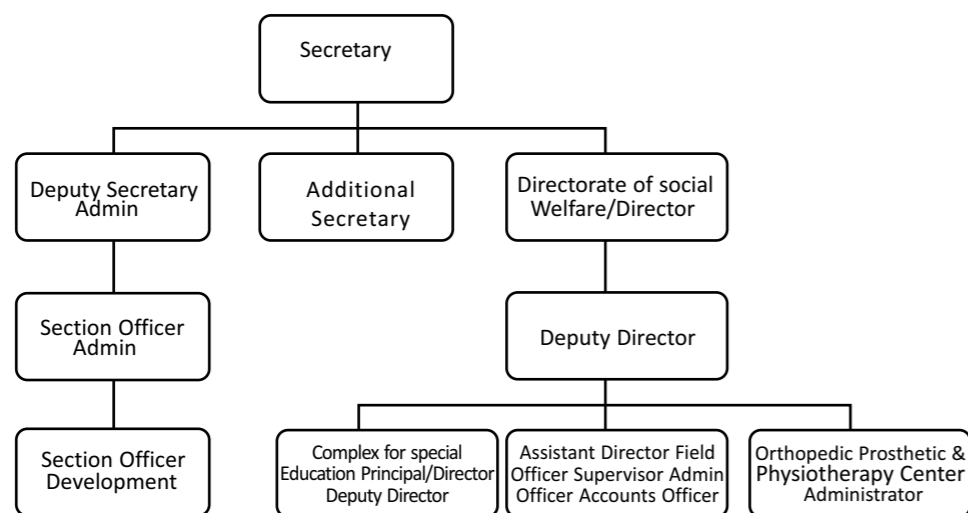 Secretary
Deputy Secretary
Admin
Additional
Secretary
Directorate of social
Welfare/Director
Section Officer
Admin
Deputy Director
Section Officer
Development
Complex for special
Education Principal/Director
Deputy Director
Assistant Director Field
Officer Supervisor Admin
Officer Accounts Officer
Orthopedic Prosthetic &
Physiotherapy Center
Administrator